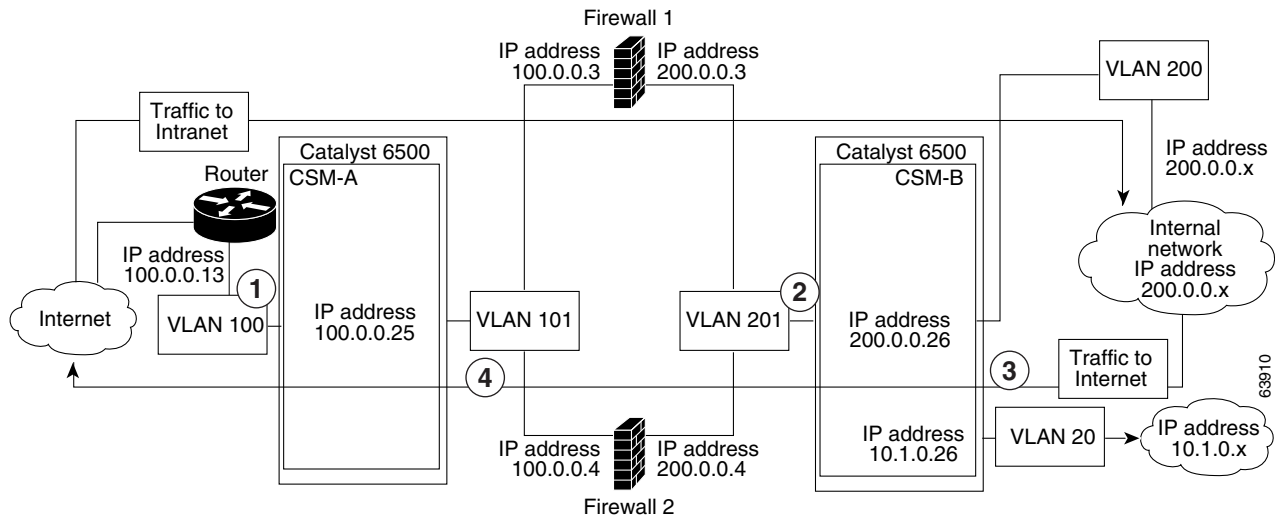 Firewall 1
IP address
100.0.0.3
IP address
200.0.0.3
VLAN 200
Traffic to
Intranet
Catalyst 6500
CSM-A
Catalyst 6500
CSM-B
IP address
200.0.0.x
Router
IP address
100.0.0.13
Internal
network
IP address
200.0.0.x
1
2
Internet
VLAN 100
IP address
100.0.0.25
VLAN 101
VLAN 201
IP address
200.0.0.26
4
3
Traffic to
Internet
63910
IP address
100.0.0.4
IP address
200.0.0.4
IP address
10.1.0.26
VLAN 20
IP address
10.1.0.x
Firewall 2